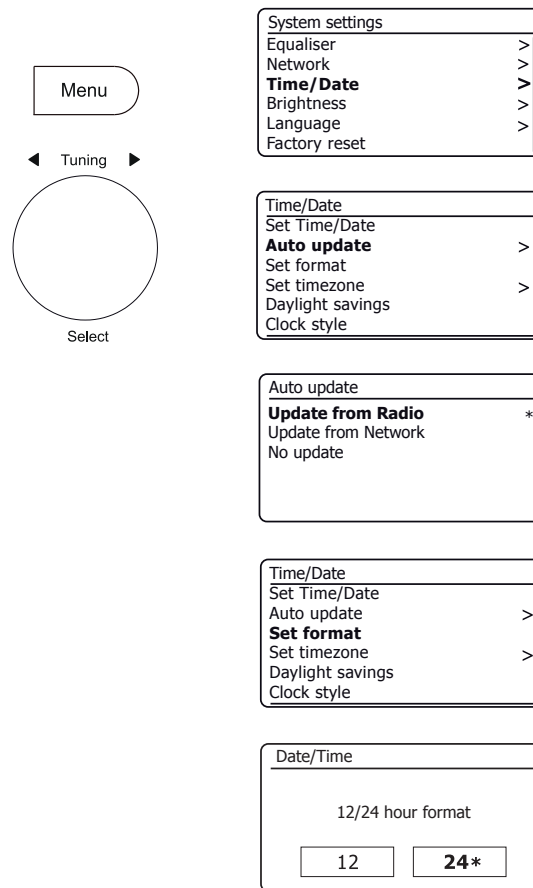 Menu
◄ Tuning ►
Select
System settings
Equaliser >
Network >
Time/Date >
Brightness >
Language >
Factory reset
Time/Date
Set Time/Date
Auto update >
Set format
Set timezone >
Daylight savings
Clock style
Auto update
Update from Radio *
Update from Network
No update
Time/Date
Set Time/Date
Auto update >
Set format
Set timezone >
Daylight savings
Clock style
Date/Time
12/24 hour format
12 24*